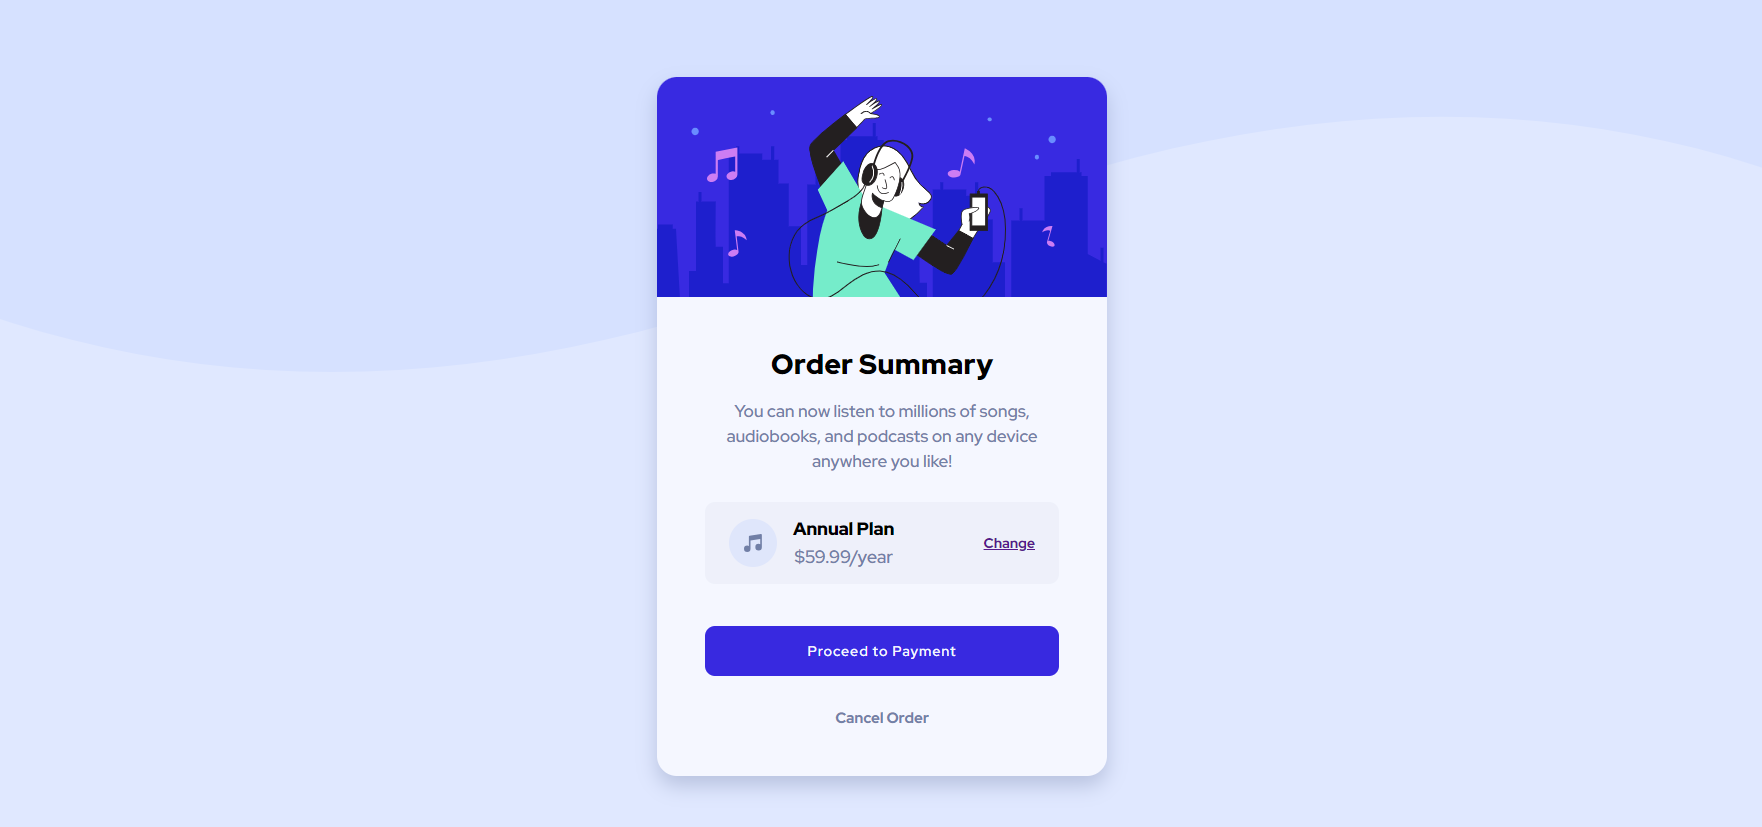 Order Summary
You can now listen to millions of songs,
audiobooks, and podcasts on any device
anywhere you like!
Annual Plan
$59.99/year
Change
Proceed to Payment
Cancel Order